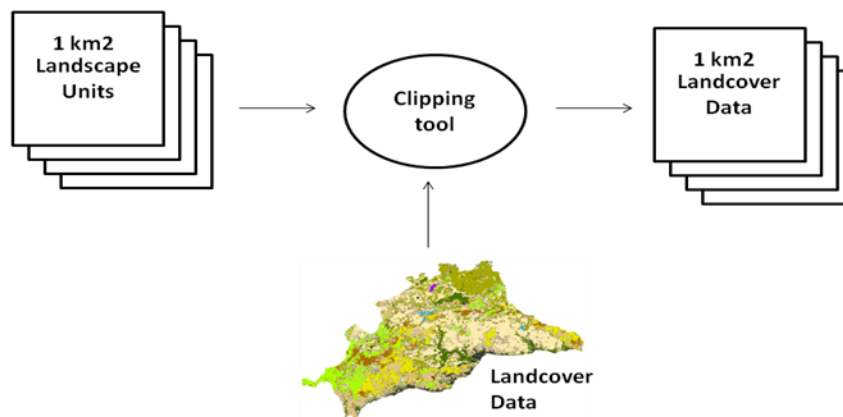 1 km2
Landscape
Units
Clipping
tool
1 km2
Landcover
Data
Landcover
Data